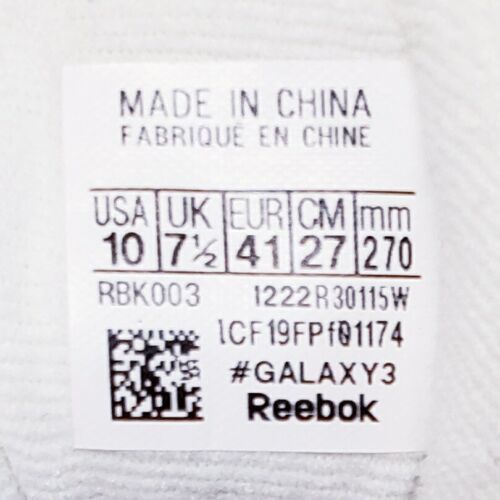 MADE IN CHINA
FABRIQUÉ EN CHINE
USA UK EUR CM mm
10 7½ 41 27 270
RBK003 1222R30115W
1CF19FPf01174
#GALAXY3
Reebok